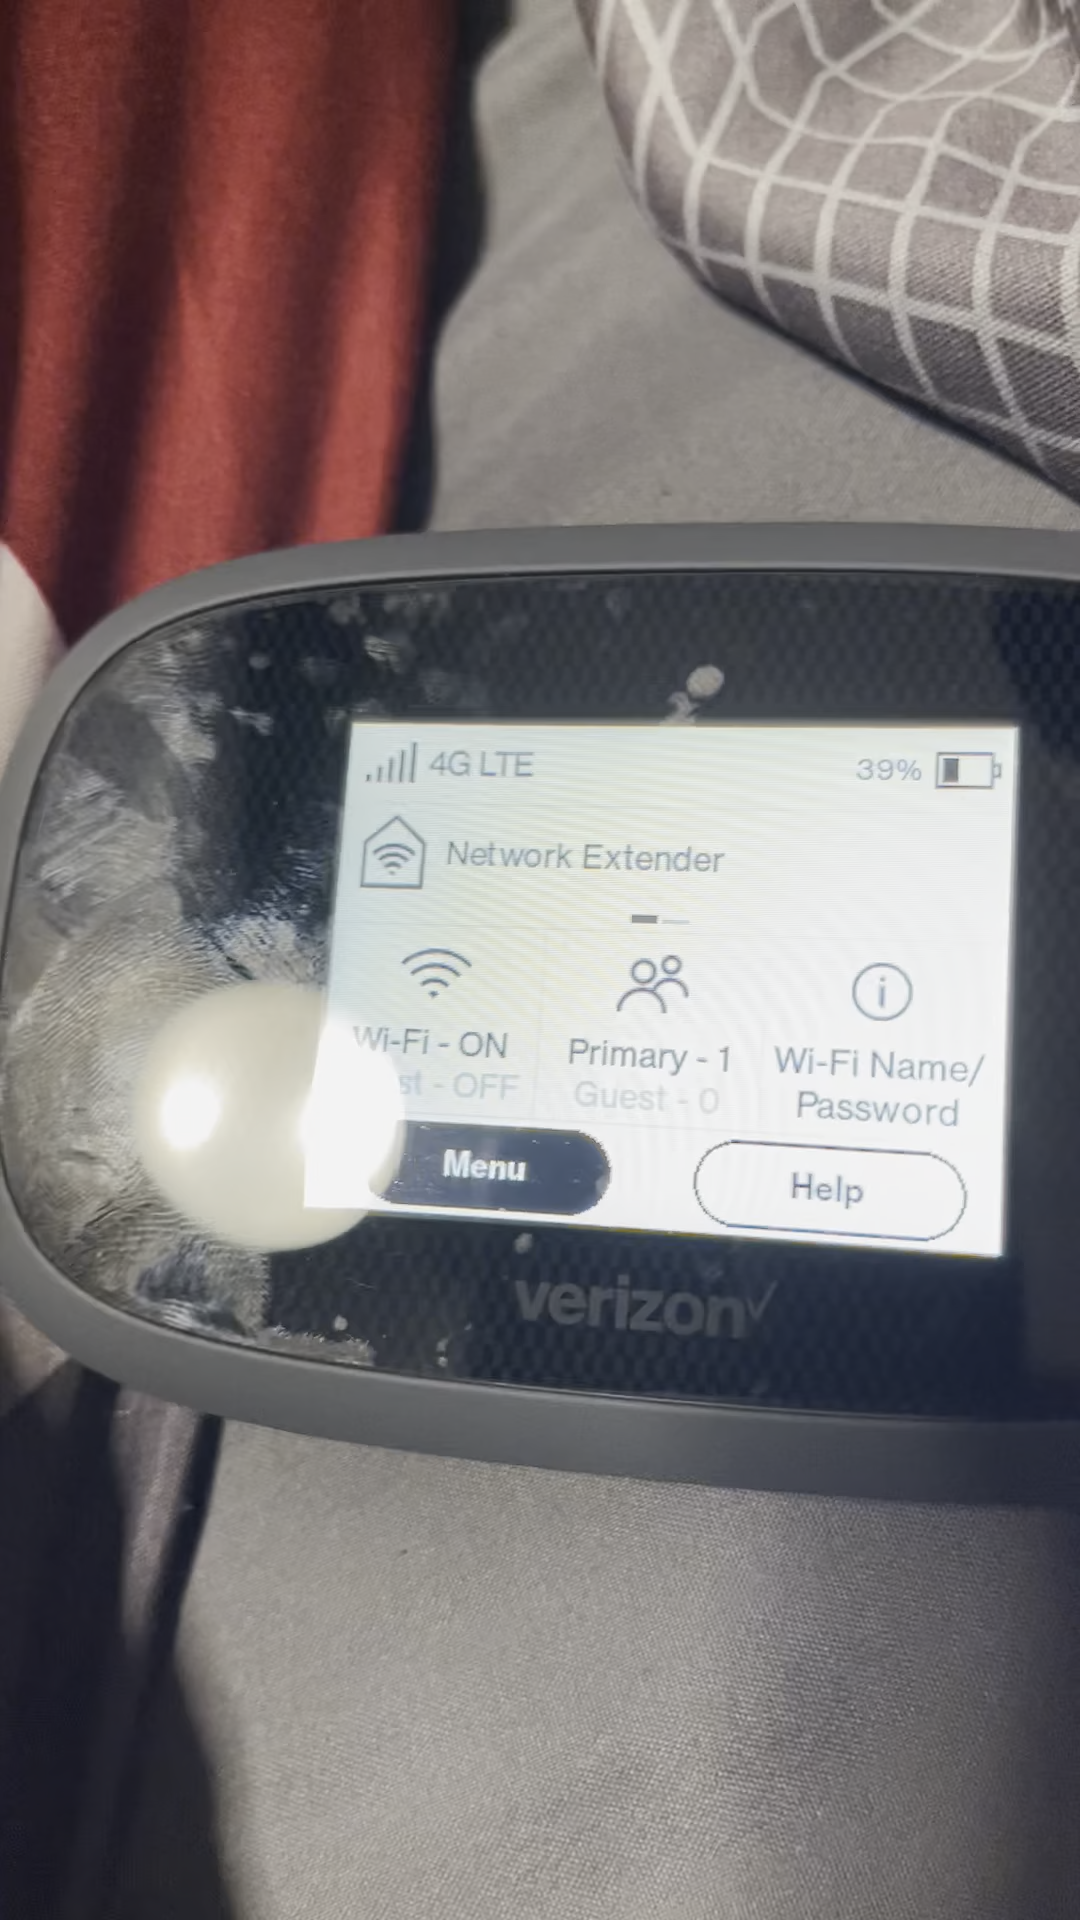 4G LTE 39%
Network Extender
Wi-Fi - ON
st - OFF
Primary - 1
Guest - 0
Wi-Fi Name/
Password
Menu
Help
verizon